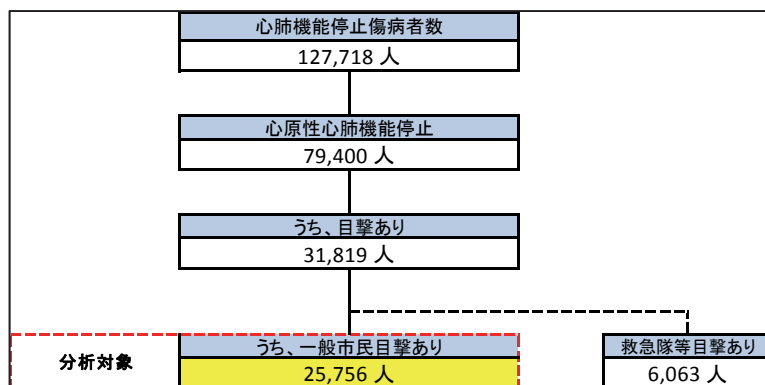 心肺機能停止傷病者数
127,718 人
心原性心肺機能停止
79,400 人
うち、目撃あり
31,819 人
分析対象
うち、一般市民目撃あり
25,756 人
救急隊等目撃あり
6,063 人